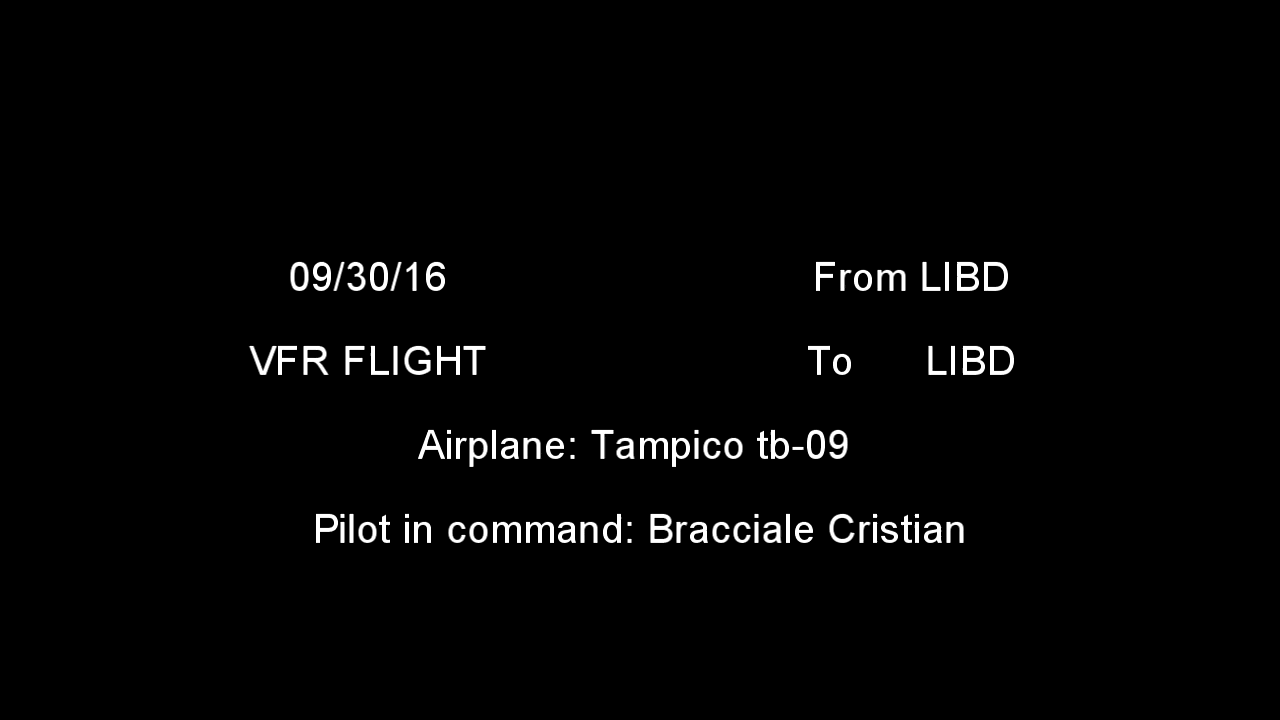 09/30/16 From LIBD
VFR FLIGHT To LIBD
Airplane: Tampico tb-09
Pilot in command: Bracciale Cristian